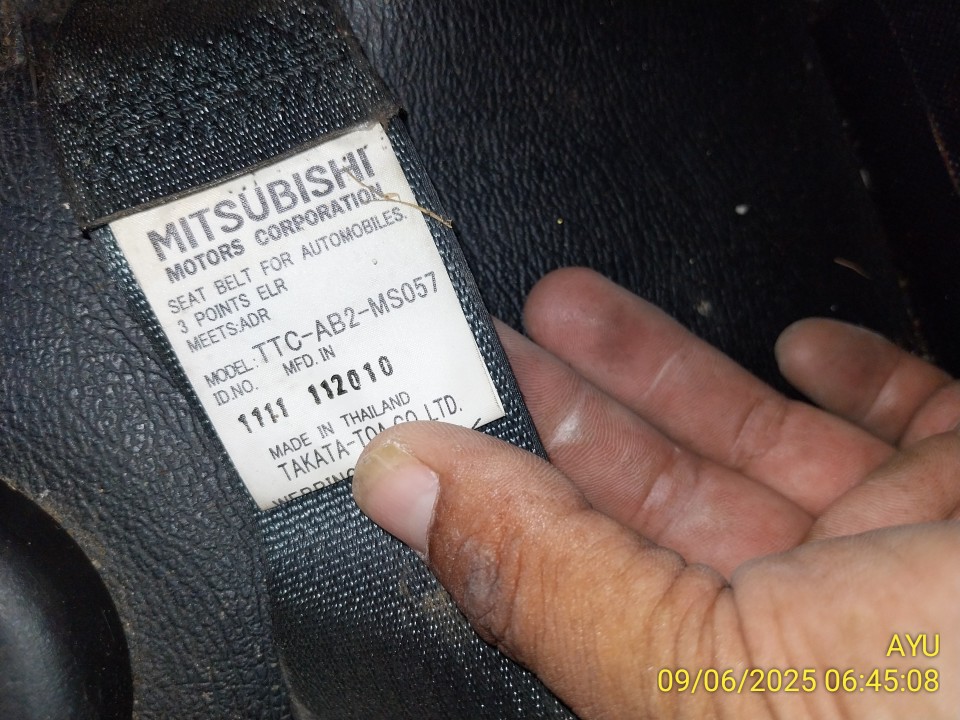 MITSUBISHI
MOTORS CORPORATION
SEAT BELT FOR AUTOMOBILES.
3 POINTS ELR
MEETS:ADR
MODEL:TTC-AB2-MS057
ID.NO. MFD.IN
1111 112010
MADE IN THAILAND
TAKATA-TOA CO.LTD.
AYU
09/06/2025 06:45:08